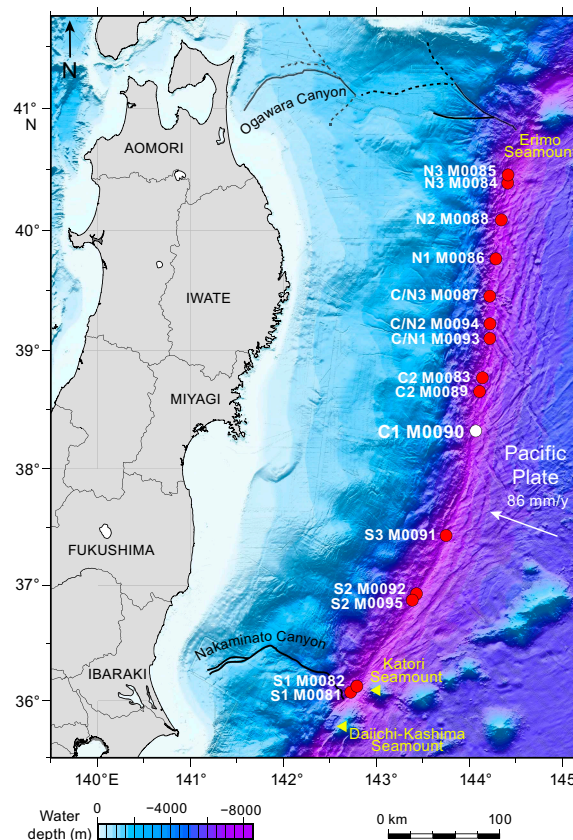 N
41°
N
Ogawara Canyon
AOMORI
Erimo
Seamount
N3 M0085
N3 M0084
40°
N2 M0088
N1 M0086
IWATE
C/N3 M0087
C/N2 M0094
C/N1 M0093
39°
C2 M0083
MIYAGI
C2 M0089
C1 M0090
Pacific
Plate
38°
86 mm/y
S3 M0091
FUKUSHIMA
37°
S2 M0092
S2 M0095
Nakaminato Canyon
Katori
Seamount
IBARAKI
S1 M0082
S1 M0081
36°
Daiichi-Kashima
Seamount
140° E
141°
142°
143°
144°
145
Water
depth (m)
0
-4000
-8000
0 km
100